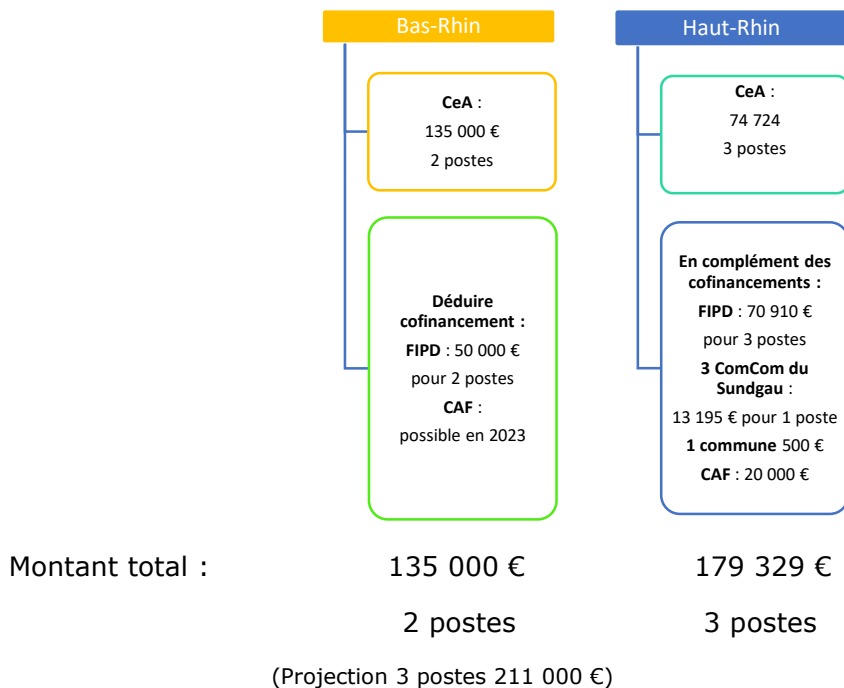 Bas-Rhin
CeA :
135 000 €
2 postes
Déduire
cofinancement :
FIPD : 50 000 €
pour 2 postes
CAF :
possible en 2023
Haut-Rhin
CeA :
74 724
3 postes
En complément des
cofinancements :
FIPD : 70 910 €
pour 3 postes
3 ComCom du
Sundgau :
13 195 € pour 1 poste
1 commune 500 €
CAF : 20 000 €
Montant total : 135 000 € 179 329 €
2 postes 3 postes
(Projection 3 postes 211 000 €)